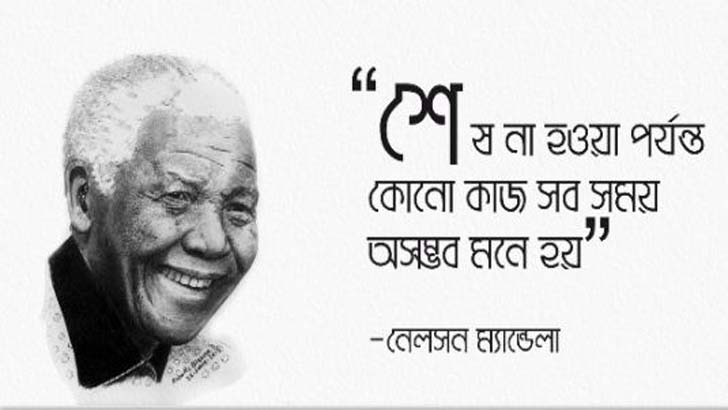 “শেষ না হওয়া পর্যন্ত
কোনো কাজ সব সময়
অসম্ভব মনে হয়”
-নেলসন ম্যান্ডেলা